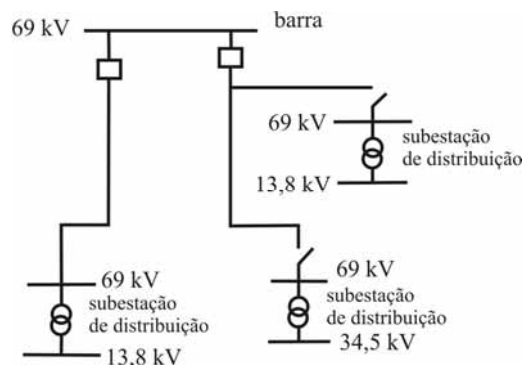 69 kV
barra
69 kV
subestação
de distribuição
13,8 kV
69 kV
subestação
de distribuição
34,5 kV
69 kV
subestação
de distribuição
13,8 kV